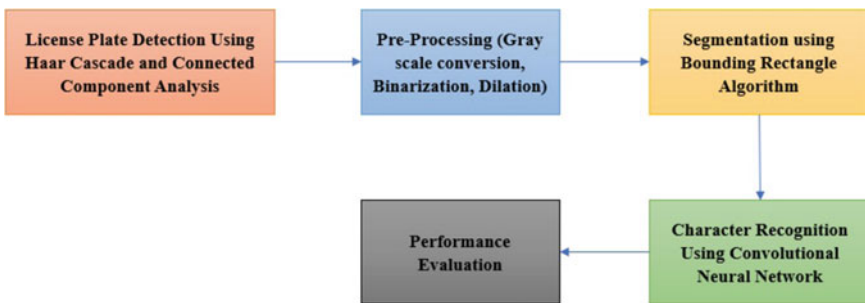 License Plate Detection Using
Haar Cascade and Connected
Component Analysis
Pre-Processing (Gray
scale conversion,
Binarization, Dilation)
Segmentation using
Bounding Rectangle
Algorithm
Character Recognition
Using Convolutional
Neural Network
Performance
Evaluation